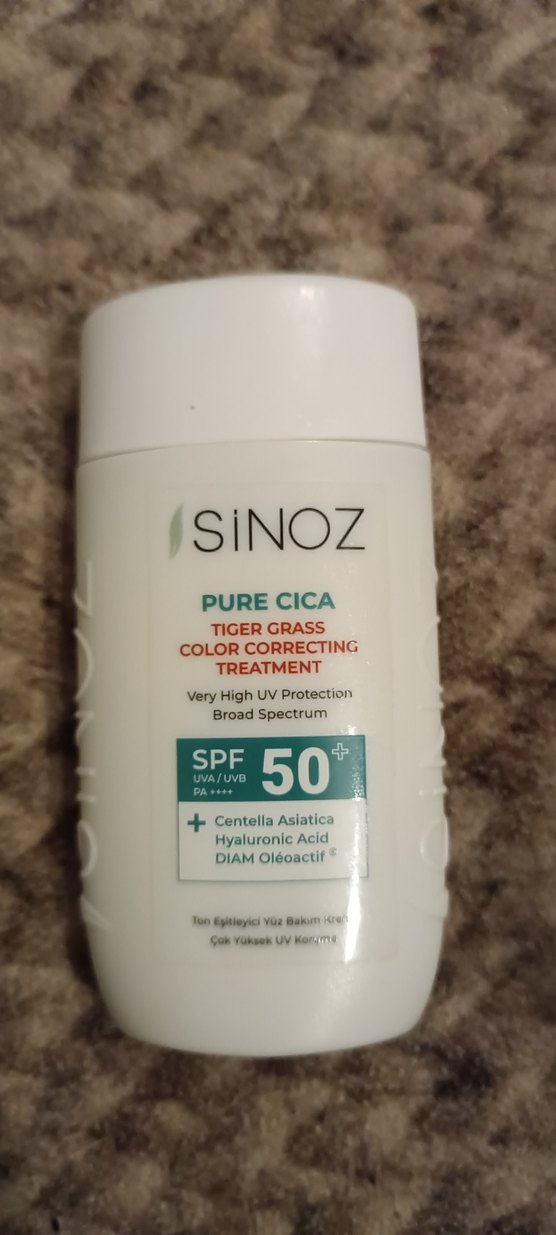 SiNOZ
PURE CICA
TIGER GRASS
COLOR CORRECTING
TREATMENT
Very High UV Protection
Broad Spectrum
SPF 50+
UVA / UVB
PA ++++
+ Centella Asiatica
Hyaluronic Acid
DIAM Oléoactif ©
Ton Eşitleyici Yüz Bakım
Çok Yüksek UV Koruma